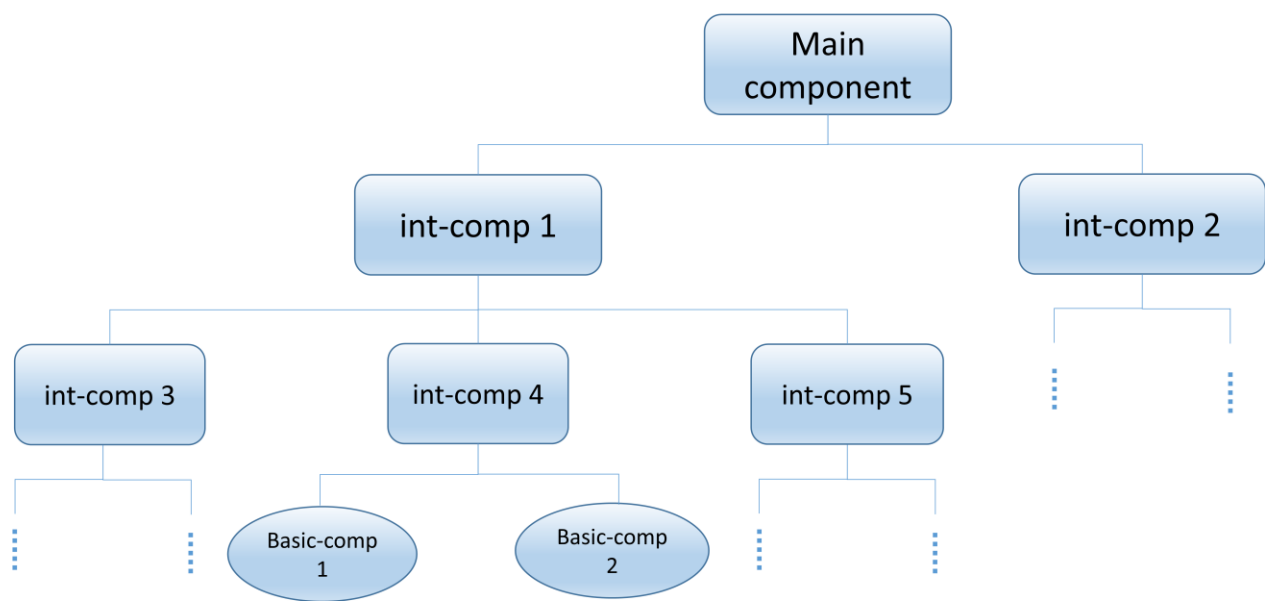 Main
component
int-comp 1
int-comp 2
int-comp 3
int-comp 4
int-comp 5
Basic-comp
1
Basic-comp
2